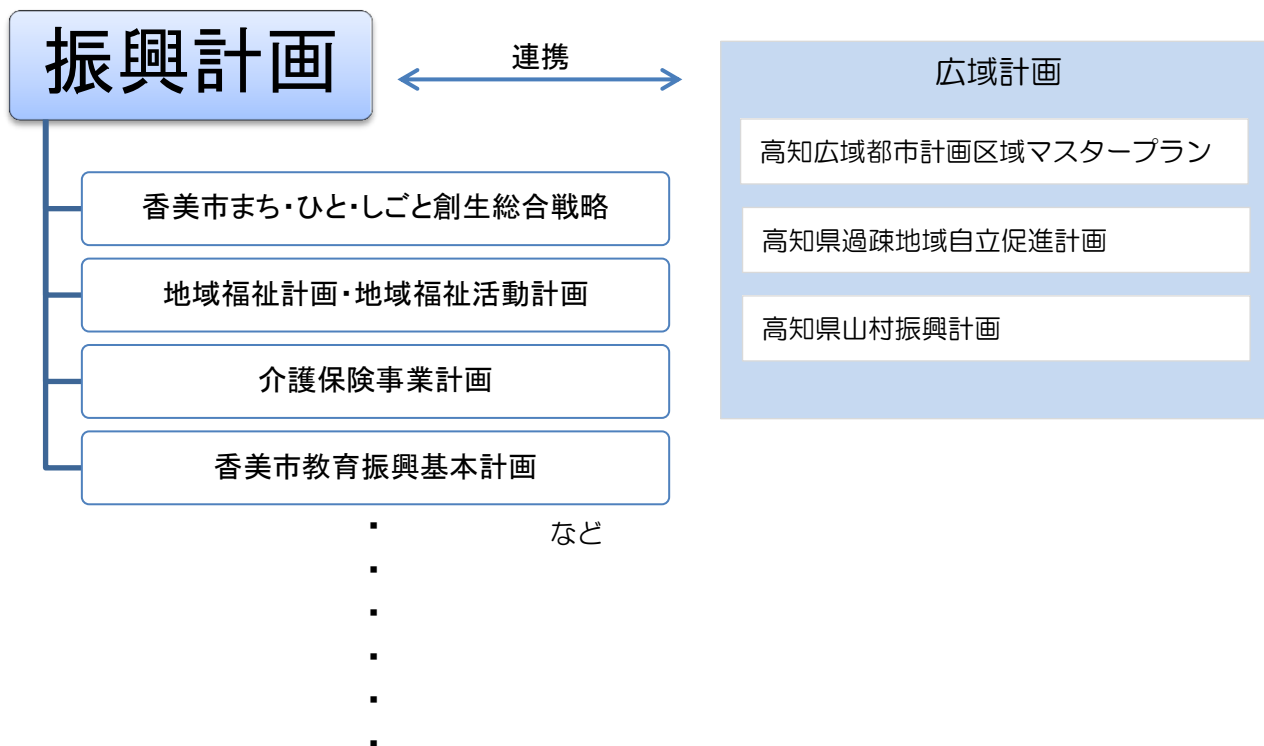 振興計画
連携
香美市まち・ひと・しごと創生総合戦略
地域福祉計画・地域福祉活動計画
介護保険事業計画
香美市教育振興基本計画
など
広域計画
高知広域都市計画区域マスタープラン
高知県過疎地域自立促進計画
高知県山村振興計画